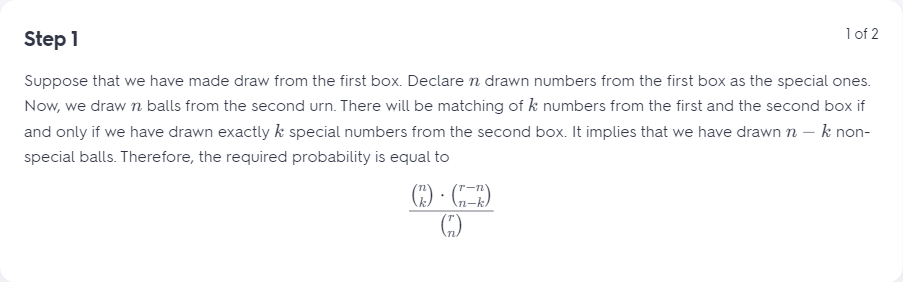 Step 1
1 of 2
Suppose that we have made draw from the first box. Declare n drawn numbers from the first box as the special ones.
Now, we draw n balls from the second urn. There will be matching of k numbers from the first and the second box if
and only if we have drawn exactly k special numbers from the second box. It implies that we have drawn n − k non-
special balls. Therefore, the required probability is equal to
\frac{\binom{n}{k} \cdot \binom{r-n}{n-k}}{\binom{r}{n}}